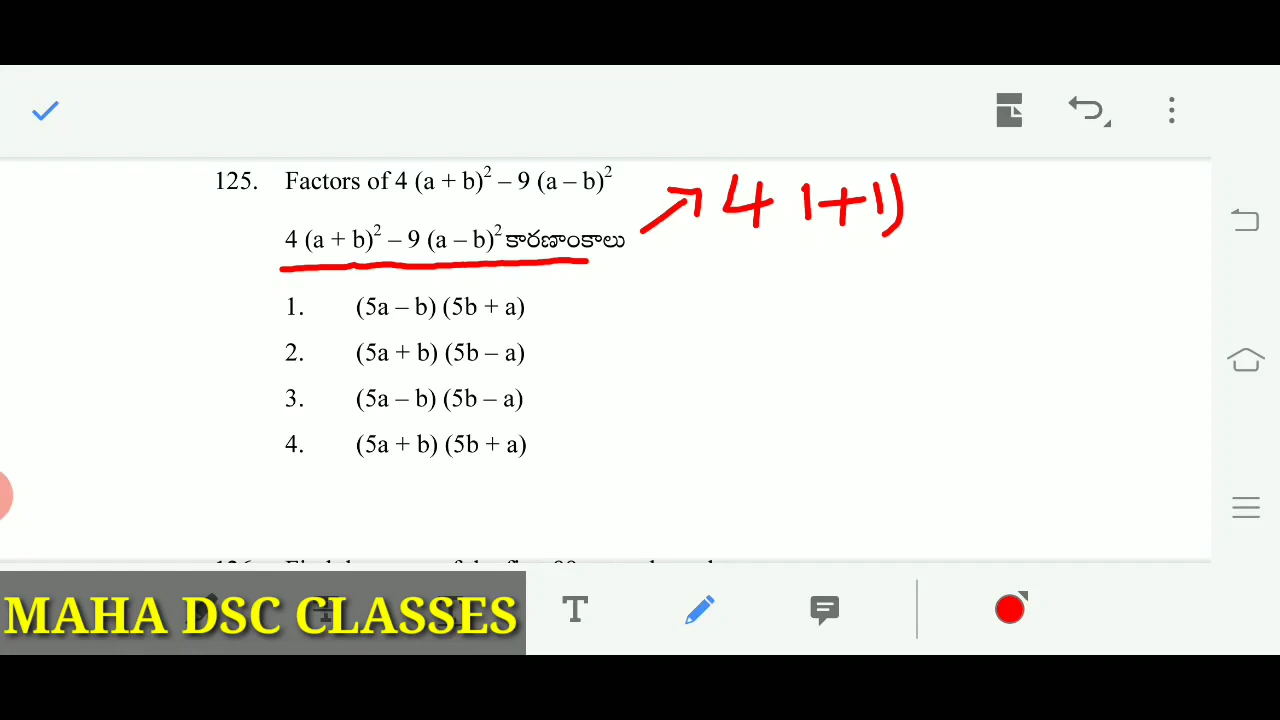 125. Factors of 4 (a + b)² – 9 (a – b)²
4 (a + b)² – 9 (a – b)² కారణాంకాలు
4 1+1)
1. (5a – b) (5b + a)
2. (5a + b) (5b – a)
3. (5a – b) (5b – a)
4. (5a + b) (5b + a)
MAHA DSC CLASSES
T